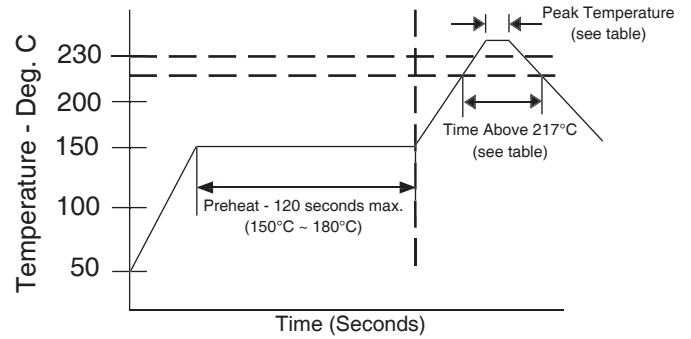 Peak Temperature
(see table)
Temperature - Deg. C
230
200
150
100
50
Time Above 217°C
(see table)
Preheat - 120 seconds max.
(150°C ~ 180°C)
Time (Seconds)